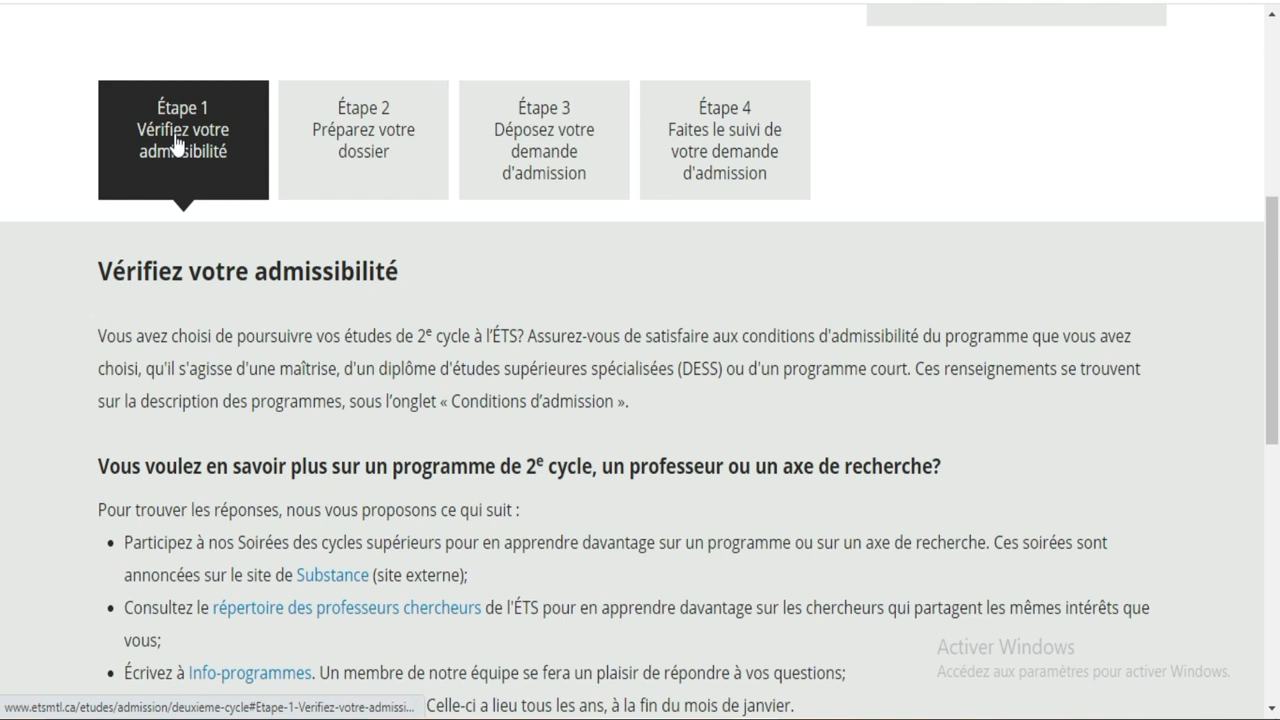 Étape 1
Vérifiez votre
admissibilité
Étape 2
Préparez votre
dossier
Étape 3
Déposez votre
demande
d'admission
Étape 4
Faites le suivi de
votre demande
d'admission
Vérifiez votre admissibilité
Vous avez choisi de poursuivre vos études de 2e cycle à l'ÉTS? Assurez-vous de satisfaire aux conditions d'admissibilité du programme que vous avez
choisi, qu'il s'agisse d'une maîtrise, d'un diplôme d'études supérieures spécialisées (DESS) ou d'un programme court. Ces renseignements se trouvent
sur la description des programmes, sous l'onglet « Conditions d'admission ».
Vous voulez en savoir plus sur un programme de 2e cycle, un professeur ou un axe de recherche?
Pour trouver les réponses, nous vous proposons ce qui suit :
• Participez à nos Soirées des cycles supérieurs pour en apprendre davantage sur un programme ou sur un axe de recherche. Ces soirées sont
annoncées sur le site de Substance (site externe);
• Consultez le répertoire des professeurs chercheurs de l'ÉTS pour en apprendre davantage sur les chercheurs qui partagent les mêmes intérêts que
vous;
Activer Windows
Accédez aux paramètres pour activer Windows.
• Écrivez à Info-programmes. Un membre de notre équipe se fera un plaisir de répondre à vos questions;
www.etsmtl.ca/etudes/admission/deuxieme-cycle#Etape-1-Verifiez-votre-admissi... Celle-ci a lieu tous les ans, à la fin du mois de janvier.